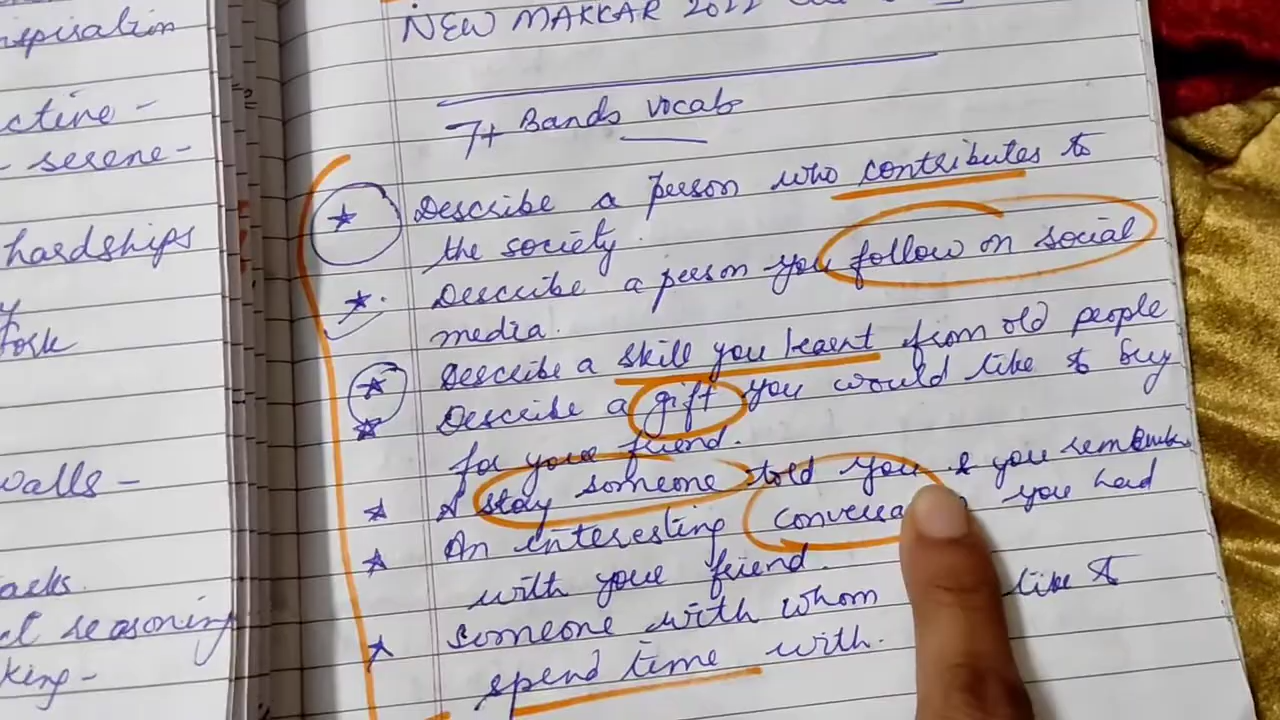 NEW MAKKAR 2022
7+ Bands vocab
Describe a person who contributes to
the society.
Describe a person you follow on social
media.
Describe a skill you learnt from old people
Describe a gift you would like to buy
for your friend.
A stoy someone told you & you remember
An interesting you had
with your friend.
Someone with whom like to
spend time with.
hardships
serene-
walls-